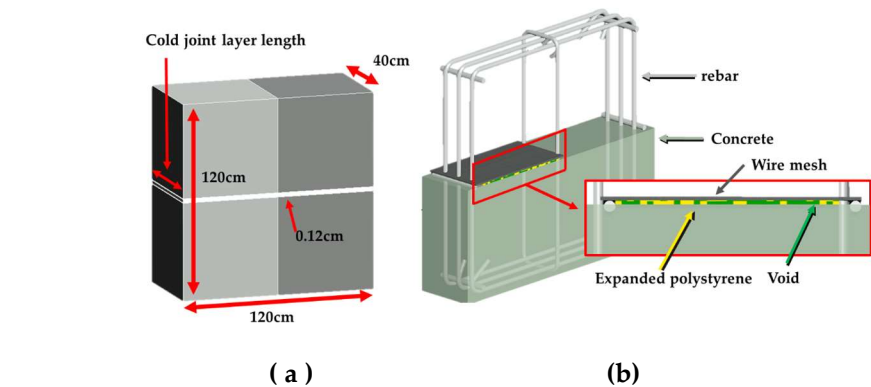 Cold joint layer length
40cm
120cm
0.12cm
120cm
( a )
rebar
Concrete
Wire mesh
Expanded polystyrene
Void
(b)